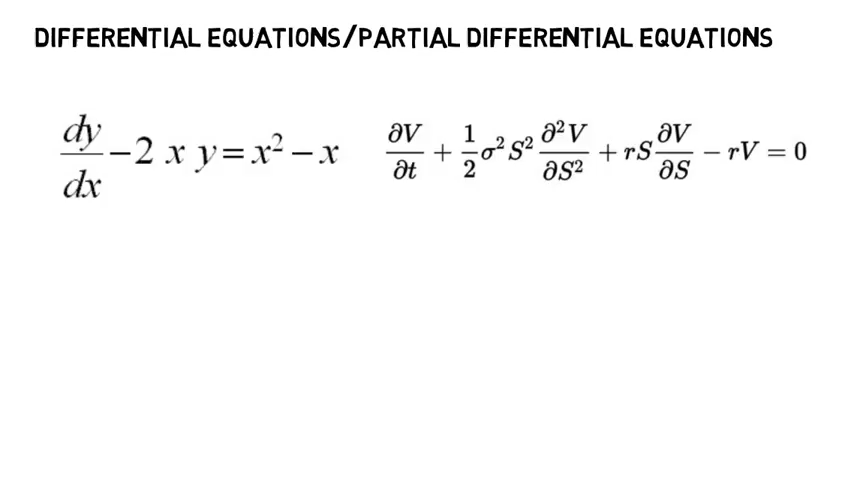 DIFFERENTIAL EQUATIONS/PARTIAL DIFFERENTIAL EQUATIONS
dy/dx − 2 x y = x² − x
∂V/∂t + 1/2 σ² S² ∂²V/∂S² + rS ∂V/∂S − rV = 0